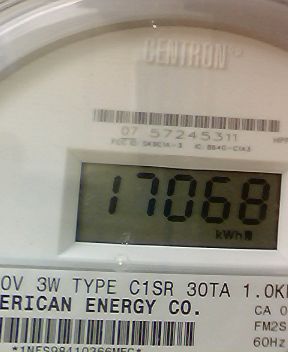 CENTRON
07 57245311
17068
kWh
0V 3W TYPE C1SR 30TA 1.0K
ERICAN ENERGY CO.
CA 0
FM2S
60Hz